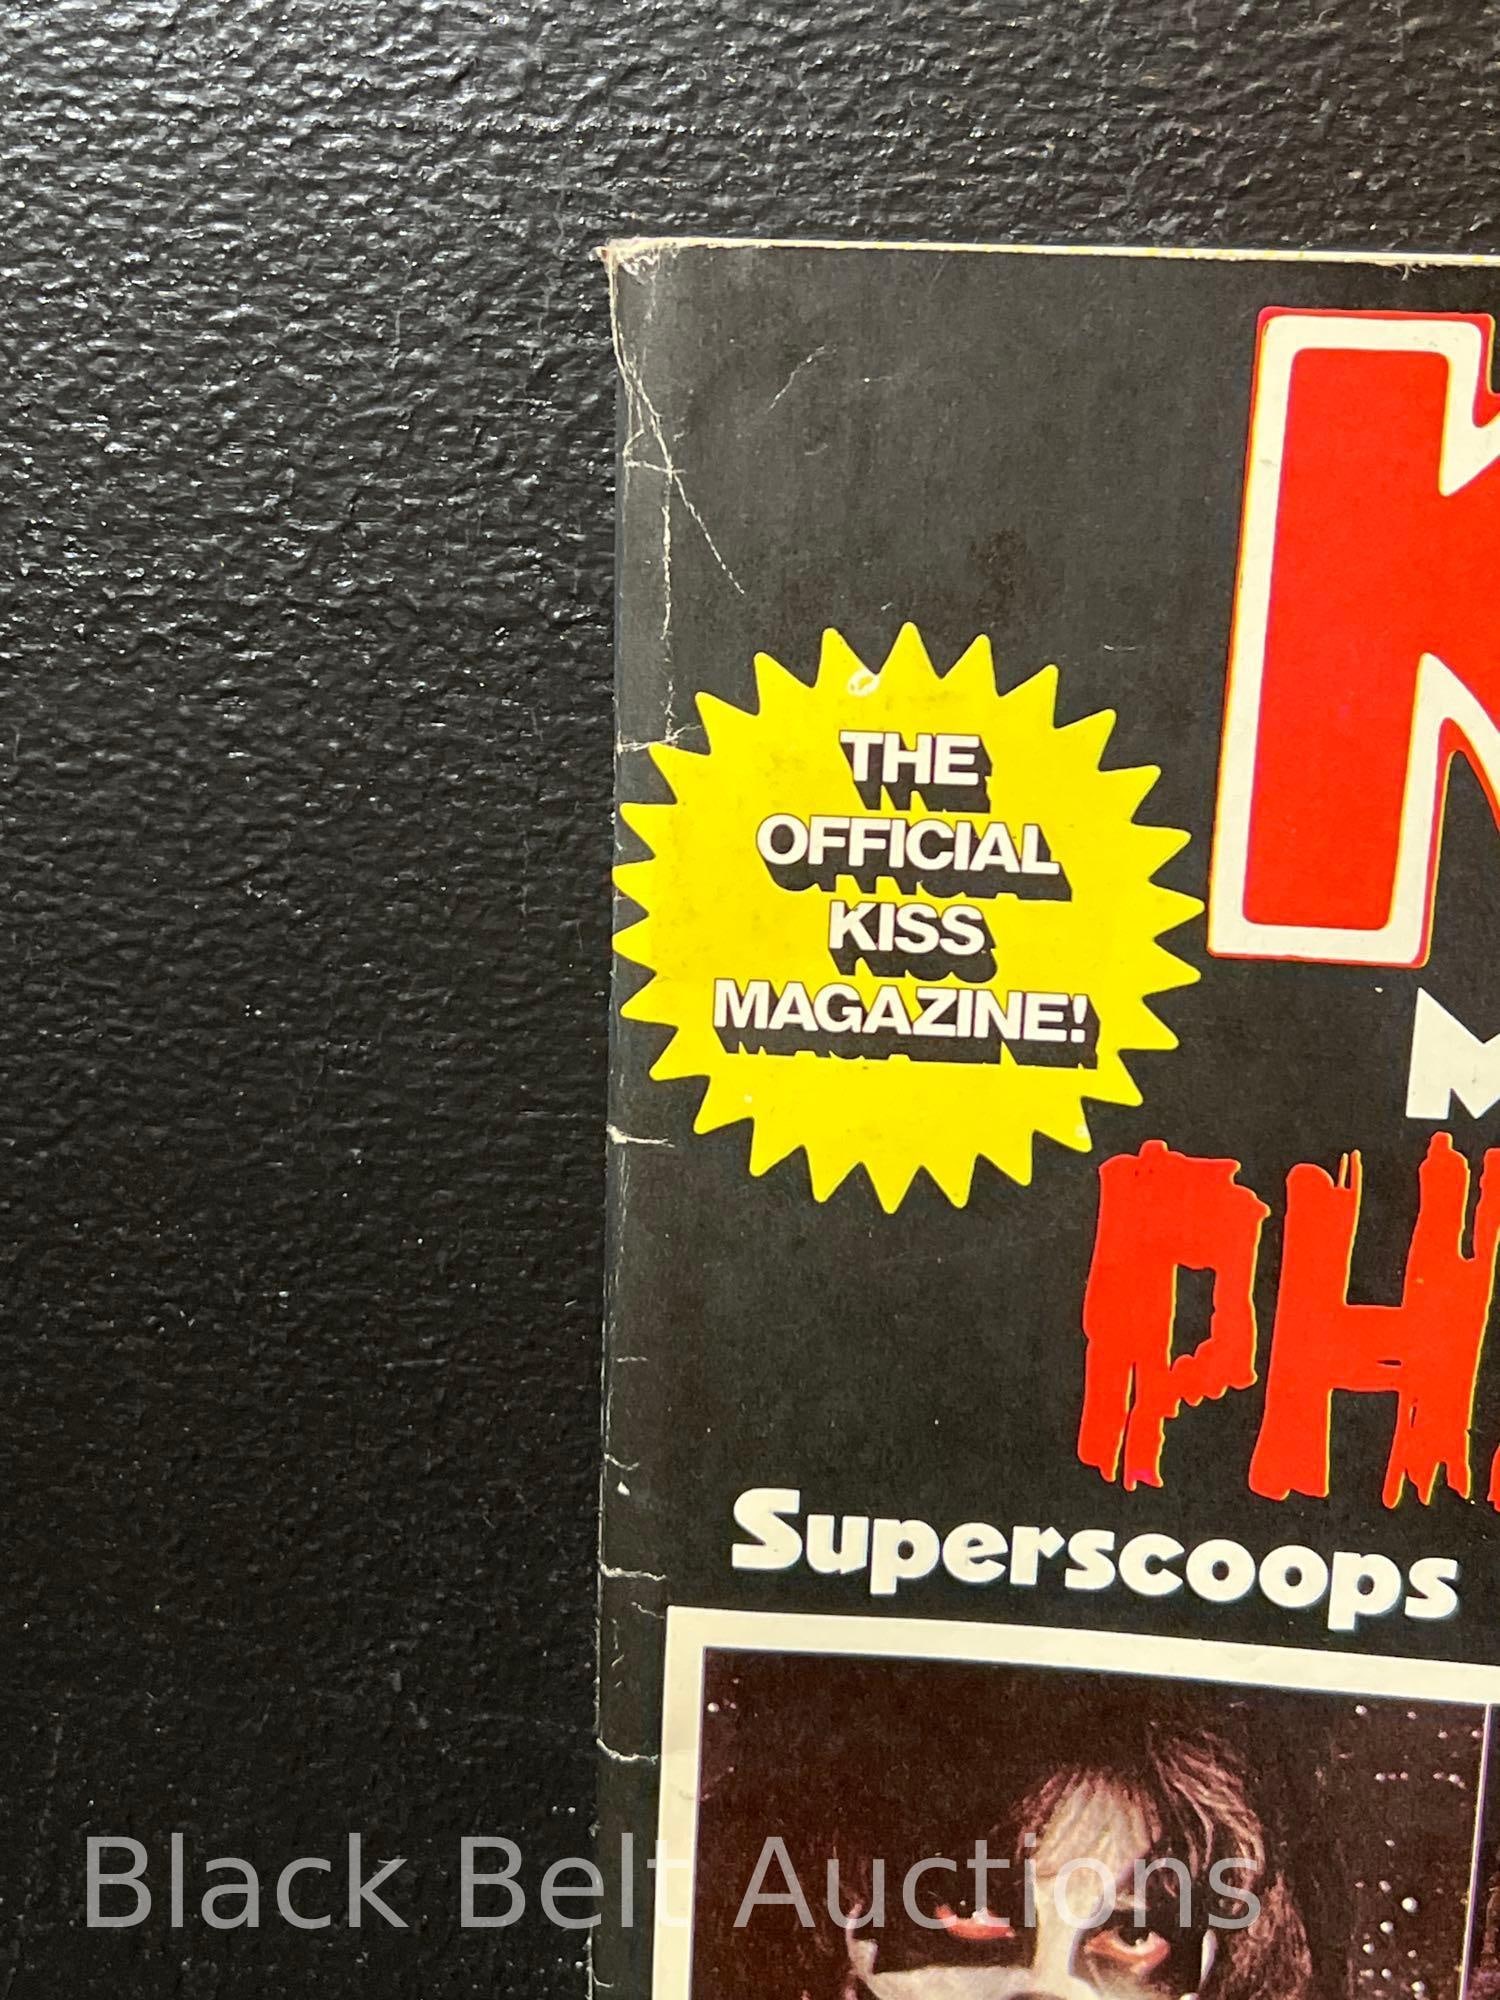 THE
OFFICIAL
KISS
MAGAZINE!
Superscoops
Black Belt Auctions